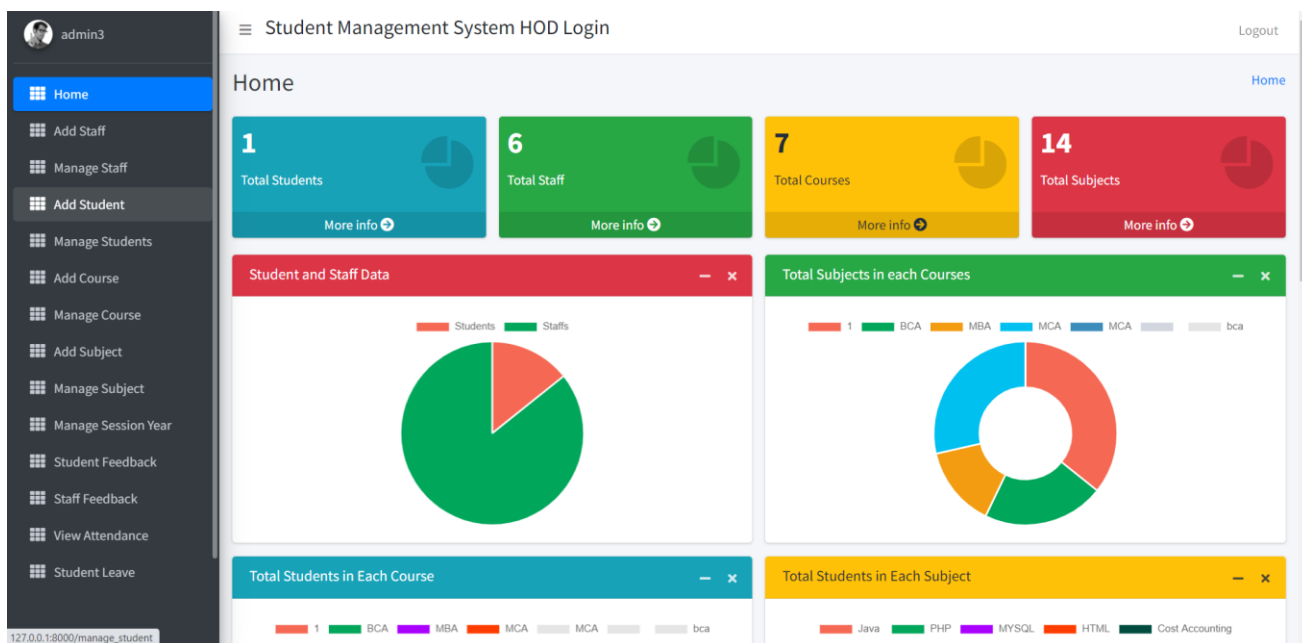 admin3
Student Management System HOD Login
Logout
Home
Add Staff
Manage Staff
Add Student
Manage Students
Add Course
Manage Course
Add Subject
Manage Subject
Manage Session Year
Student Feedback
Staff Feedback
View Attendance
Student Leave
127.0.0.1:8000/manage_student
Home
Home
1
Total Students
More info
6
Total Staff
More info
7
Total Courses
More info
14
Total Subjects
More info
Student and Staff Data
Students Staffs
Total Subjects in each Courses
1 BCA MBA MCA MCA bca
Total Students in Each Course
1 BCA MBA MCA MCA bca
Total Students in Each Subject
Java PHP MYSQL HTML Cost Accounting